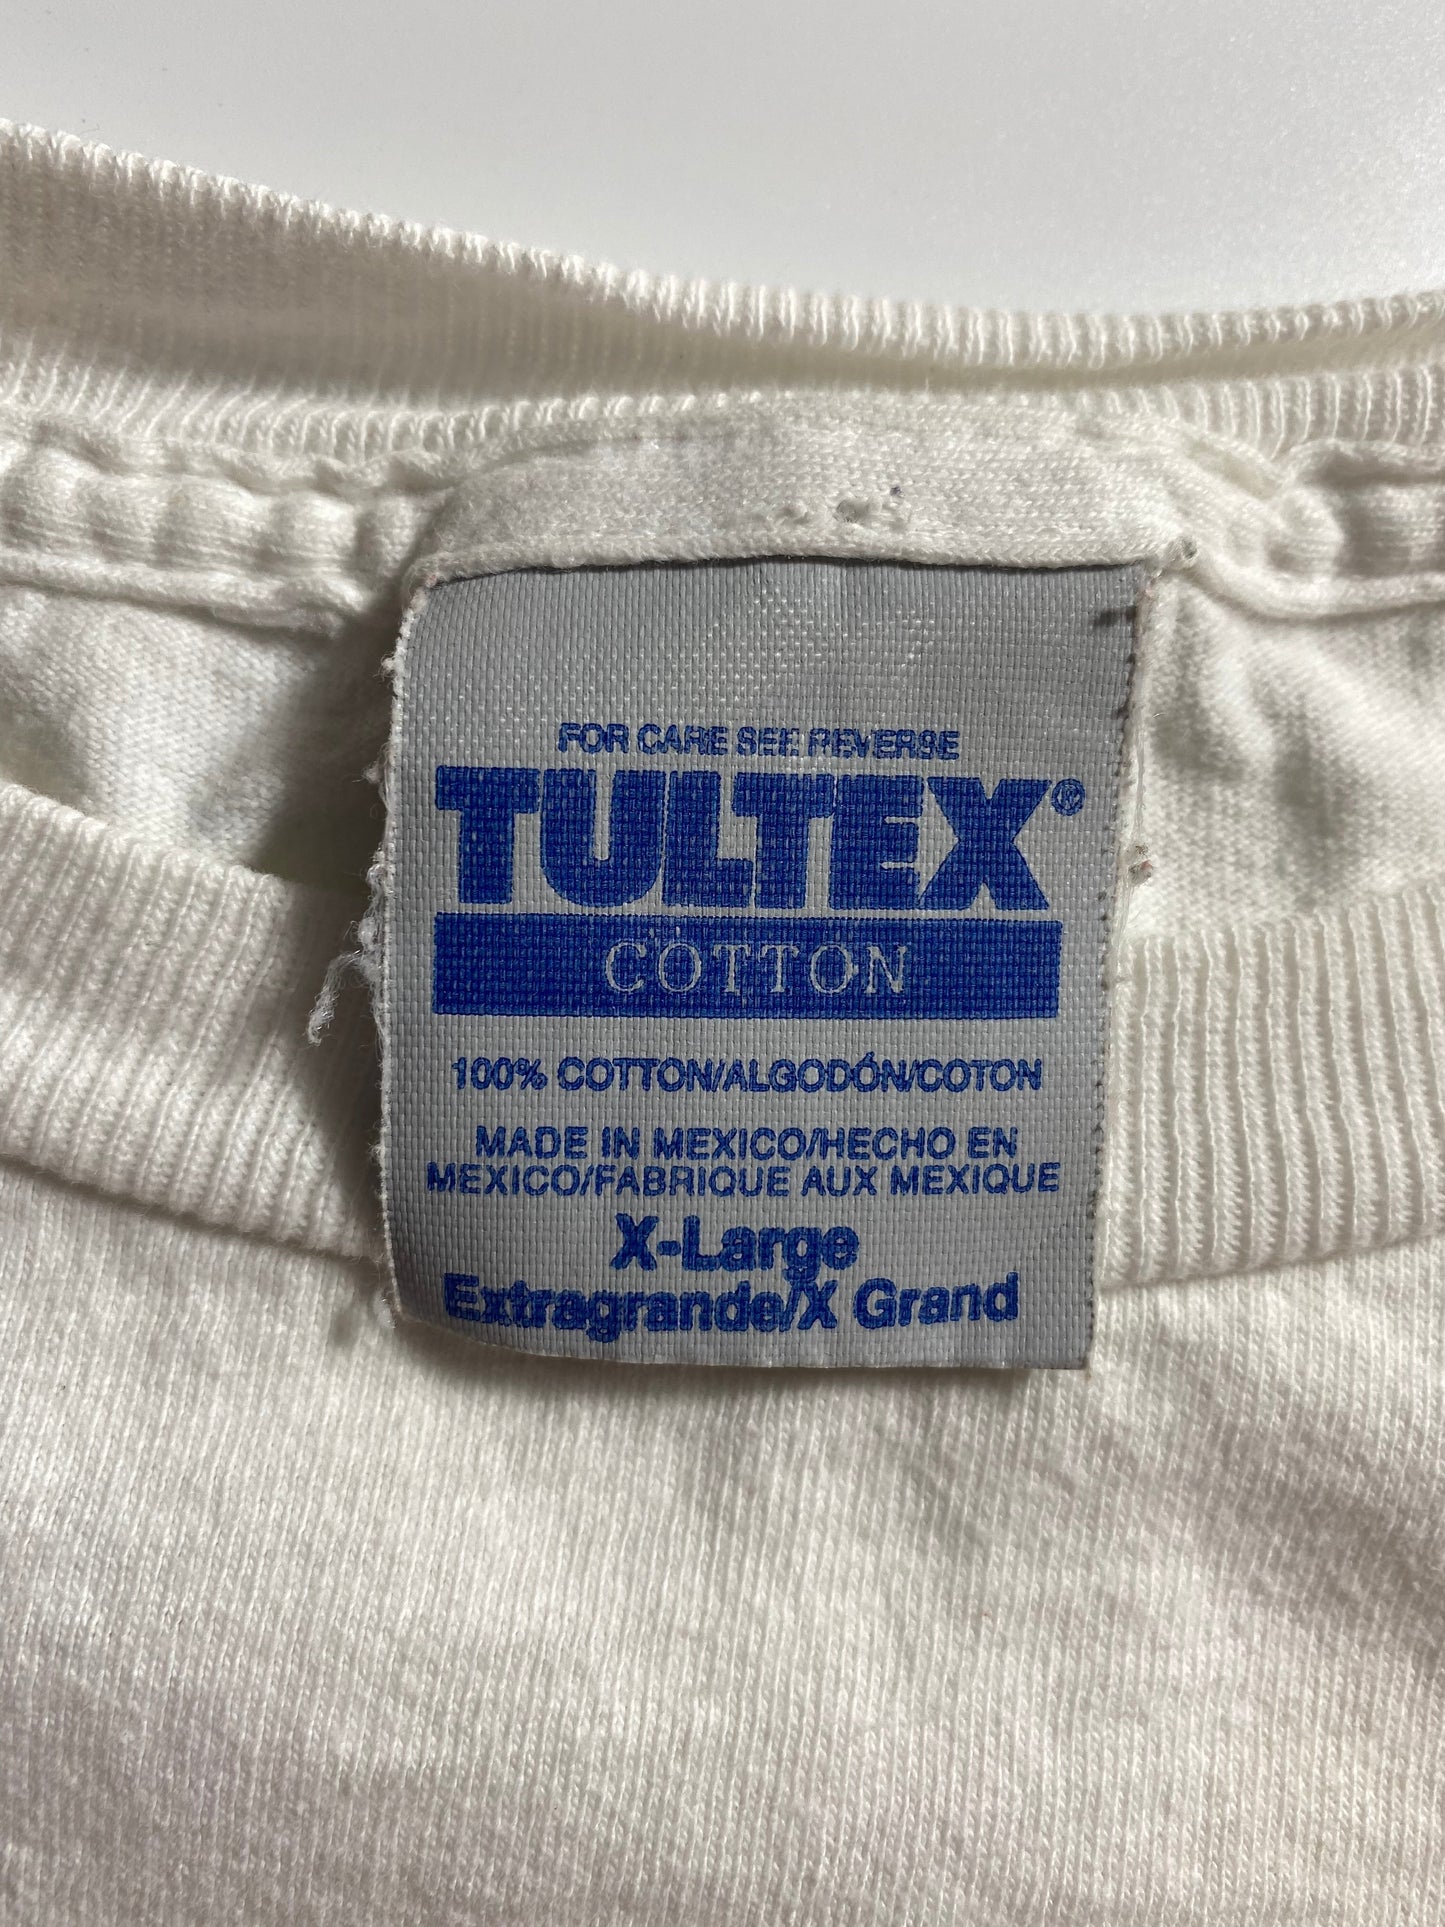 FOR CARE SEE REVERSE
TULTEX®
COTTON
100% COTTON/ALGODÓN/COTON
MADE IN MEXICO/HECHO EN
MEXICO/FABRIQUE AUX MEXIQUE
X-Large
Extragrande/X Grand